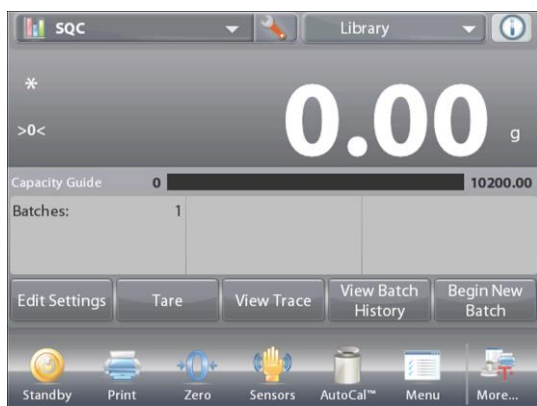 SQC Library
*
>0<
0.00 g
Capacity Guide 0 10200.00
Batches: 1
Edit Settings Tare View Trace View Batch History Begin New Batch
Standby Print Zero Sensors AutoCal™ Menu More...